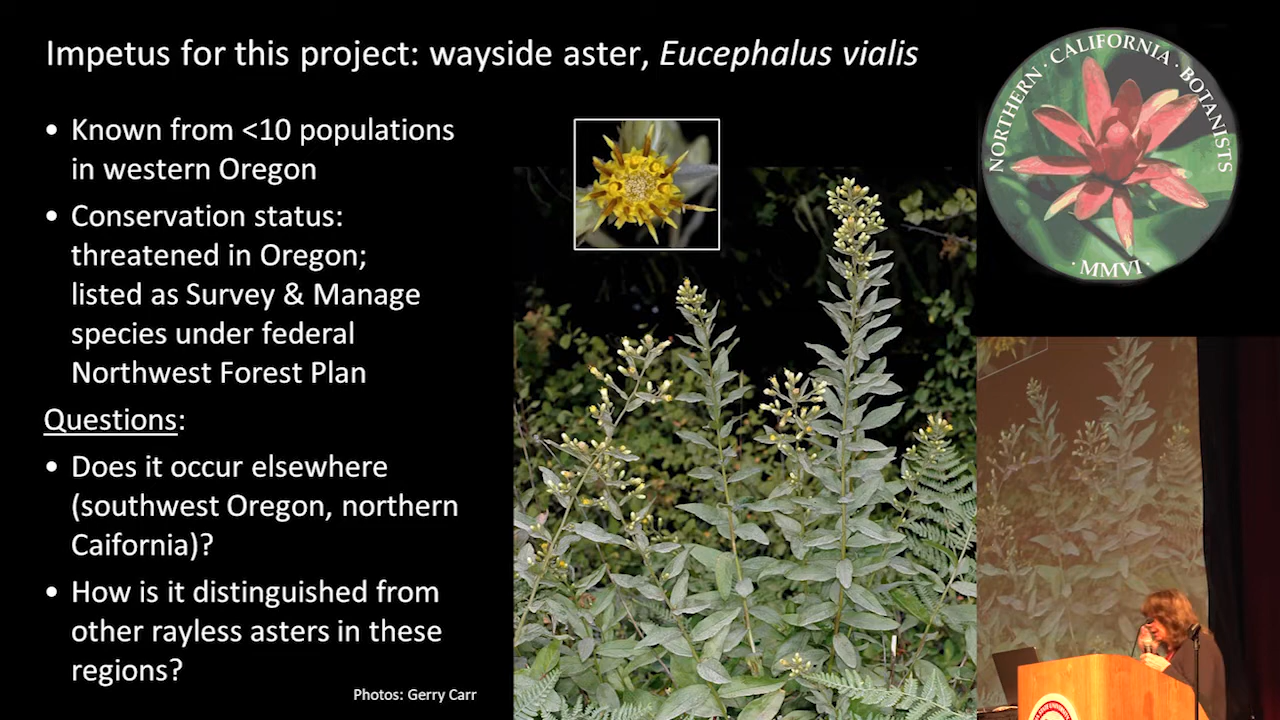 Impetus for this project: wayside aster, Eucephalus vialis
• Known from <10 populations
in western Oregon
• Conservation status:
threatened in Oregon;
listed as Survey & Manage
species under federal
Northwest Forest Plan
Questions:
• Does it occur elsewhere
(southwest Oregon, northern
Caifornia)?
• How is it distinguished from
other rayless asters in these
regions?
Photos: Gerry Carr
NORTHERN · CALIFORNIA · BOTANISTS
· MMVI ·